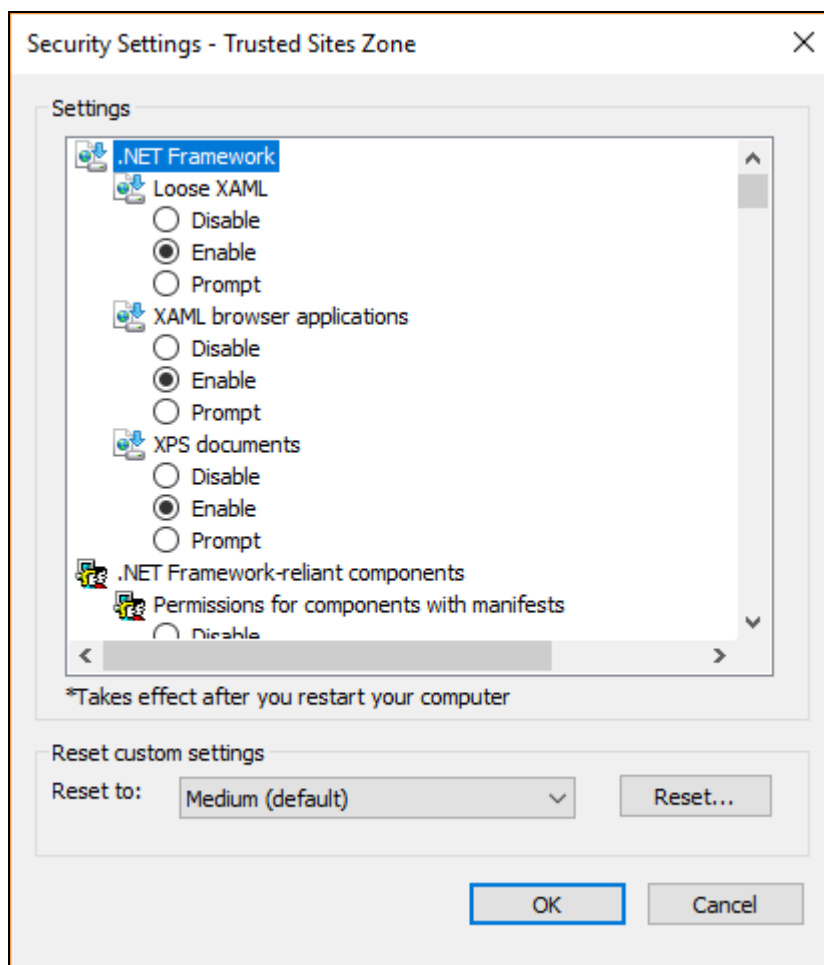 Security Settings - Trusted Sites Zone
Settings
.NET Framework
Loose XAML
Disable
Enable
Prompt
XAML browser applications
Disable
Enable
Prompt
XPS documents
Disable
Enable
Prompt
.NET Framework-reliant components
Permissions for components with manifests
Disable
*Takes effect after you restart your computer
Reset custom settings
Reset to: Medium (default) Reset...
OK Cancel